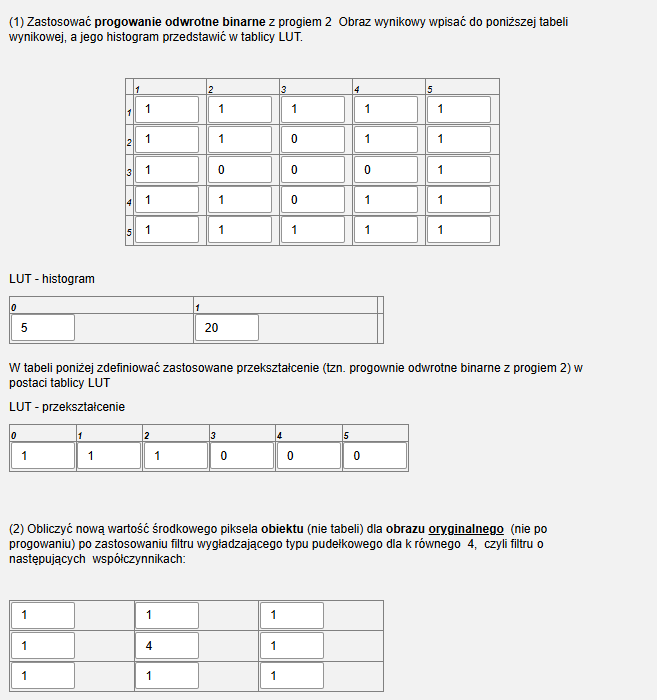 (1) Zastosować progowanie odwrotne binarne z progiem 2 Obraz wynikowy wpisać do poniższej tabeli
wynikowej, a jego histogram przedstawić w tablicy LUT.
1 2 3 4 5
1 1 1 1 1 1
2 1 1 0 1 1
3 1 0 0 0 1
4 1 1 0 1 1
5 1 1 1 1 1
LUT - histogram
0 1
5 20
W tabeli poniżej zdefiniować zastosowane przekształcenie (tzn. progownie odwrotne binarne z progiem 2) w
postaci tablicy LUT
LUT - przekształcenie
0 1 2 3 4 5
1 1 1 0 0 0
(2) Obliczyć nową wartość środkowego piksela obiektu (nie tabeli) dla obrazu oryginalnego (nie po
progowaniu) po zastosowaniu filtru wygładzającego typu pudełkowego dla k równego 4, czyli filtru o
następujących współczynnikach:
1 1 1
1 4 1
1 1 1